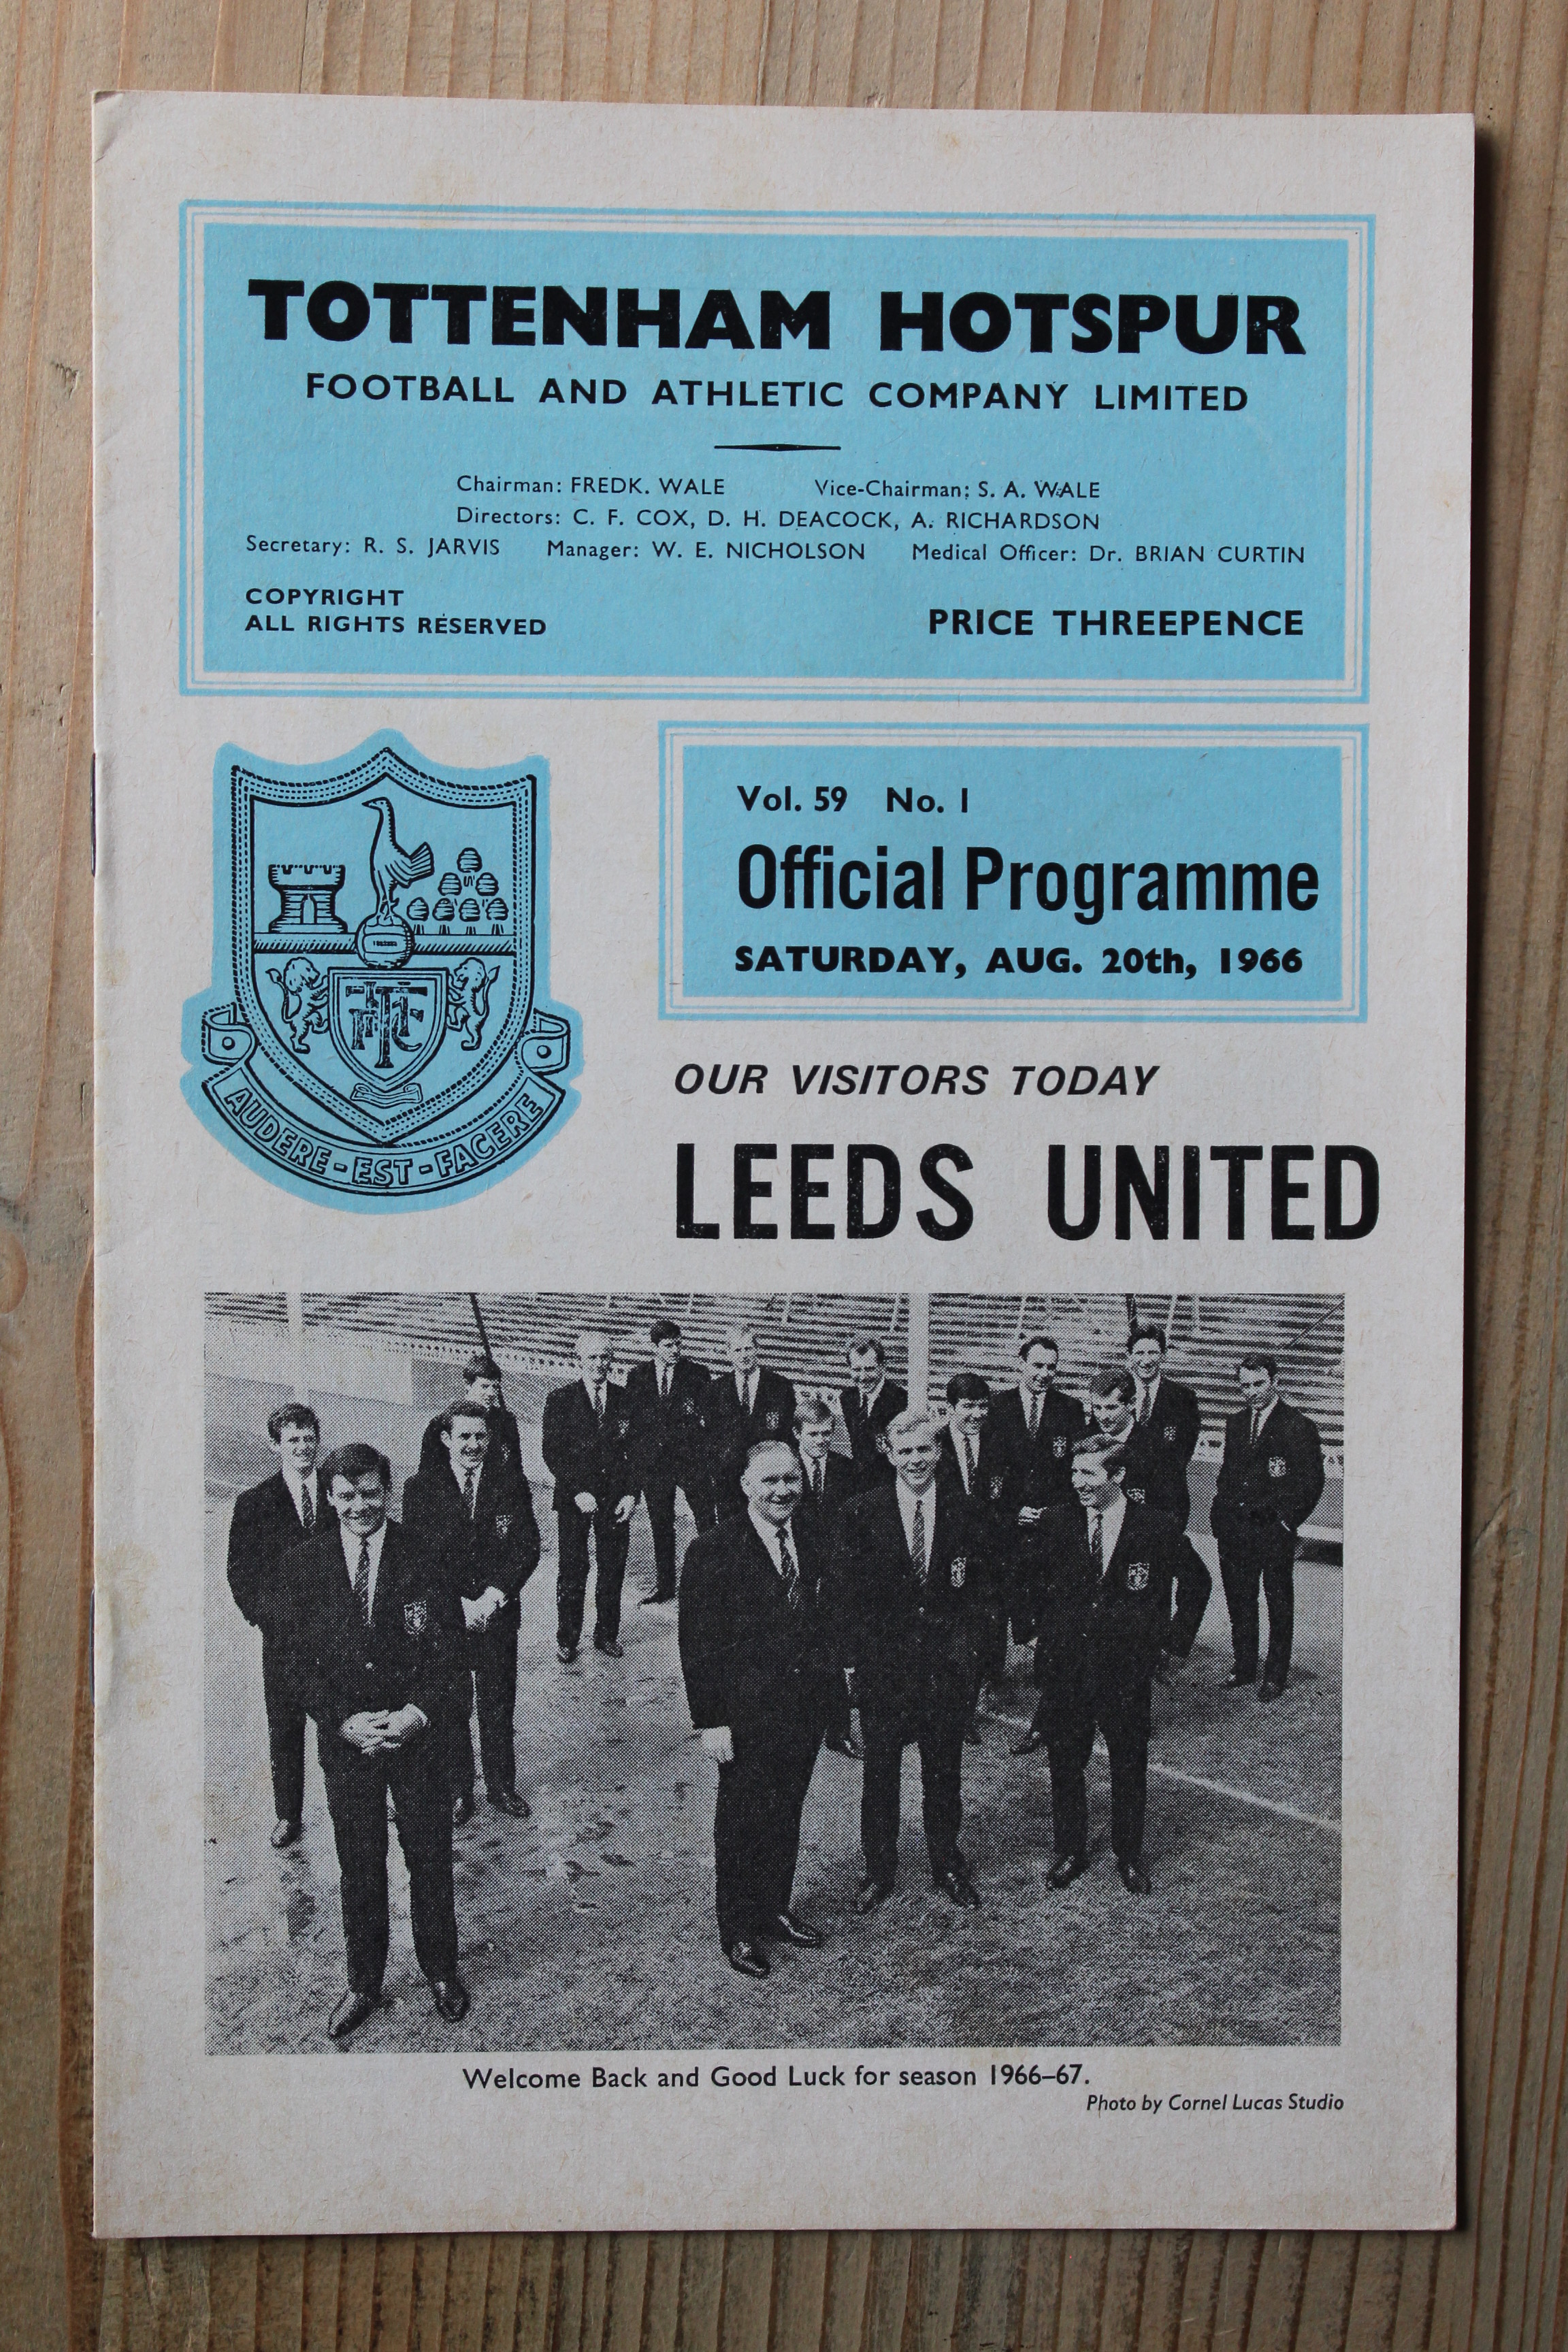 TOTTENHAM HOTSPUR
FOOTBALL AND ATHLETIC COMPANY LIMITED
Chairman: FREDK. WALE Vice-Chairman: S. A. WALE
Directors: C. F. COX, D. H. DEACOCK, A. RICHARDSON
Secretary: R. S. JARVIS Manager: W. E. NICHOLSON Medical Officer: Dr. BRIAN CURTIN
COPYRIGHT
ALL RIGHTS RESERVED
PRICE THREEPENCE
Vol. 59 No. 1
Official Programme
SATURDAY, AUG. 20th, 1966
AUDERE-EST-FACERE
OUR VISITORS TODAY
LEEDS UNITED
Welcome Back and Good Luck for season 1966–67.
Photo by Cornel Lucas Studio